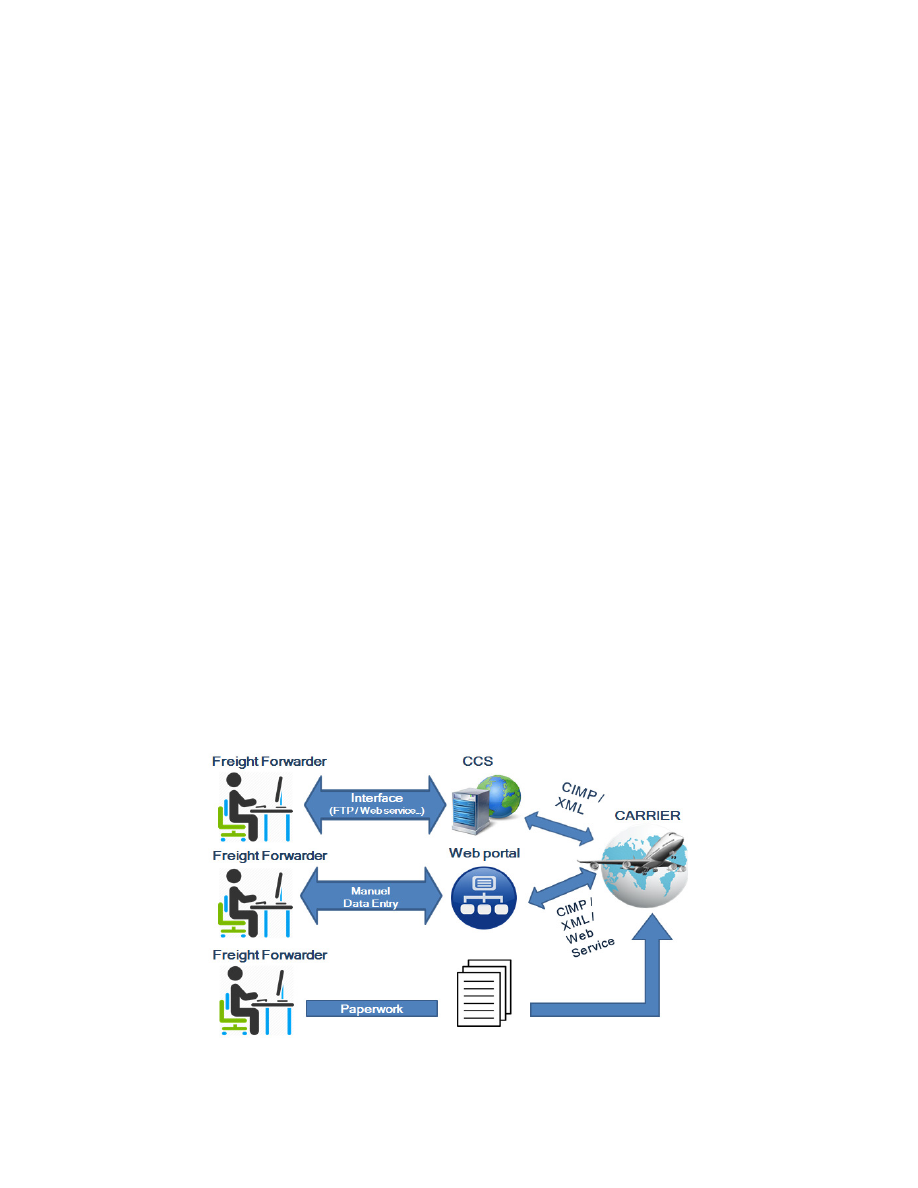 Freight Forwarder
CCS
Interface
(FTP / Web service...)
CIMP /
XML
CARRIER
Freight Forwarder
Web portal
Manuel
Data Entry
CIMP /
XML /
Web
Service
Freight Forwarder
Paperwork